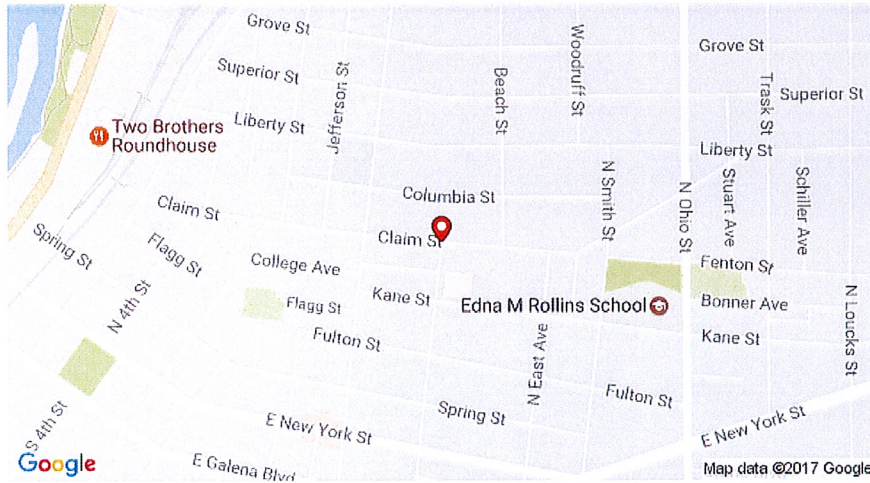 Grove St
Grove St
Superior St
Superior St
Liberty St
Liberty St
Jefferson St
Beach St
Woodruff St
Trask St
Two Brothers
Roundhouse
Columbia St
N Smith St
N Ohio St
Stuart Ave
Schiller Ave
Claim St
Claim St
Spring St
Flagg St
College Ave
Fenton St
Kane St
Flagg St
Edna M Rollins School
Bonner Ave
N 4th St
Fulton St
N East Ave
Kane St
N Loucks St
Fulton St
Spring St
S 4th St
E New York St
E New York St
E Galena Blvd
Google
Map data ©2017 Google